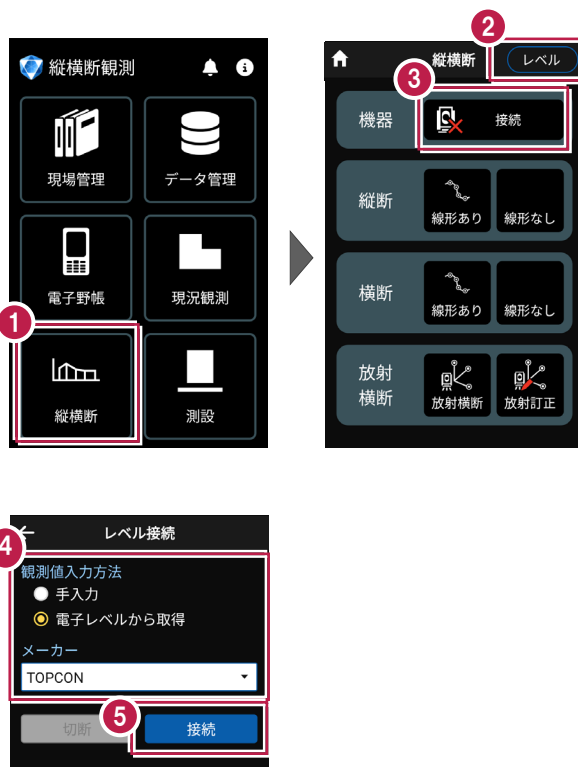 縦横断観測
現場管理
データ管理
電子野帳
現況観測
1
縦横断
測設
2
縦横断
レベル
3
機器
接続
縦断
線形あり
線形なし
横断
線形あり
線形なし
放射
横断
放射横断
放射訂正
レベル接続
4
観測値入力方法
手入力
電子レベルから取得
メーカー
TOPCON
5
切断
接続